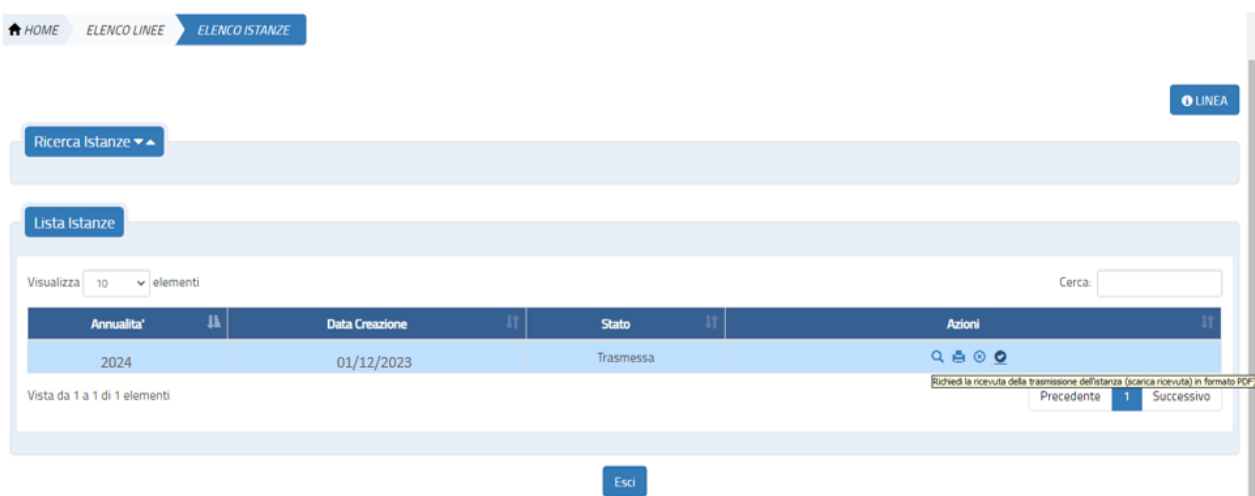 HOME ELENCO LINEE ELENCO ISTANZE
LINEA
Ricerca Istanze
Lista Istanze
Visualizza 10 elementi Cerca:
Annualita' Data Creazione Stato Azioni
2024 01/12/2023 Trasmessa
Richiedi la ricevuta della trasmissione dell'istanza (scarica ricevuta) in formato PDF
Vista da 1 a 1 di 1 elementi Precedente 1 Successivo
Esci